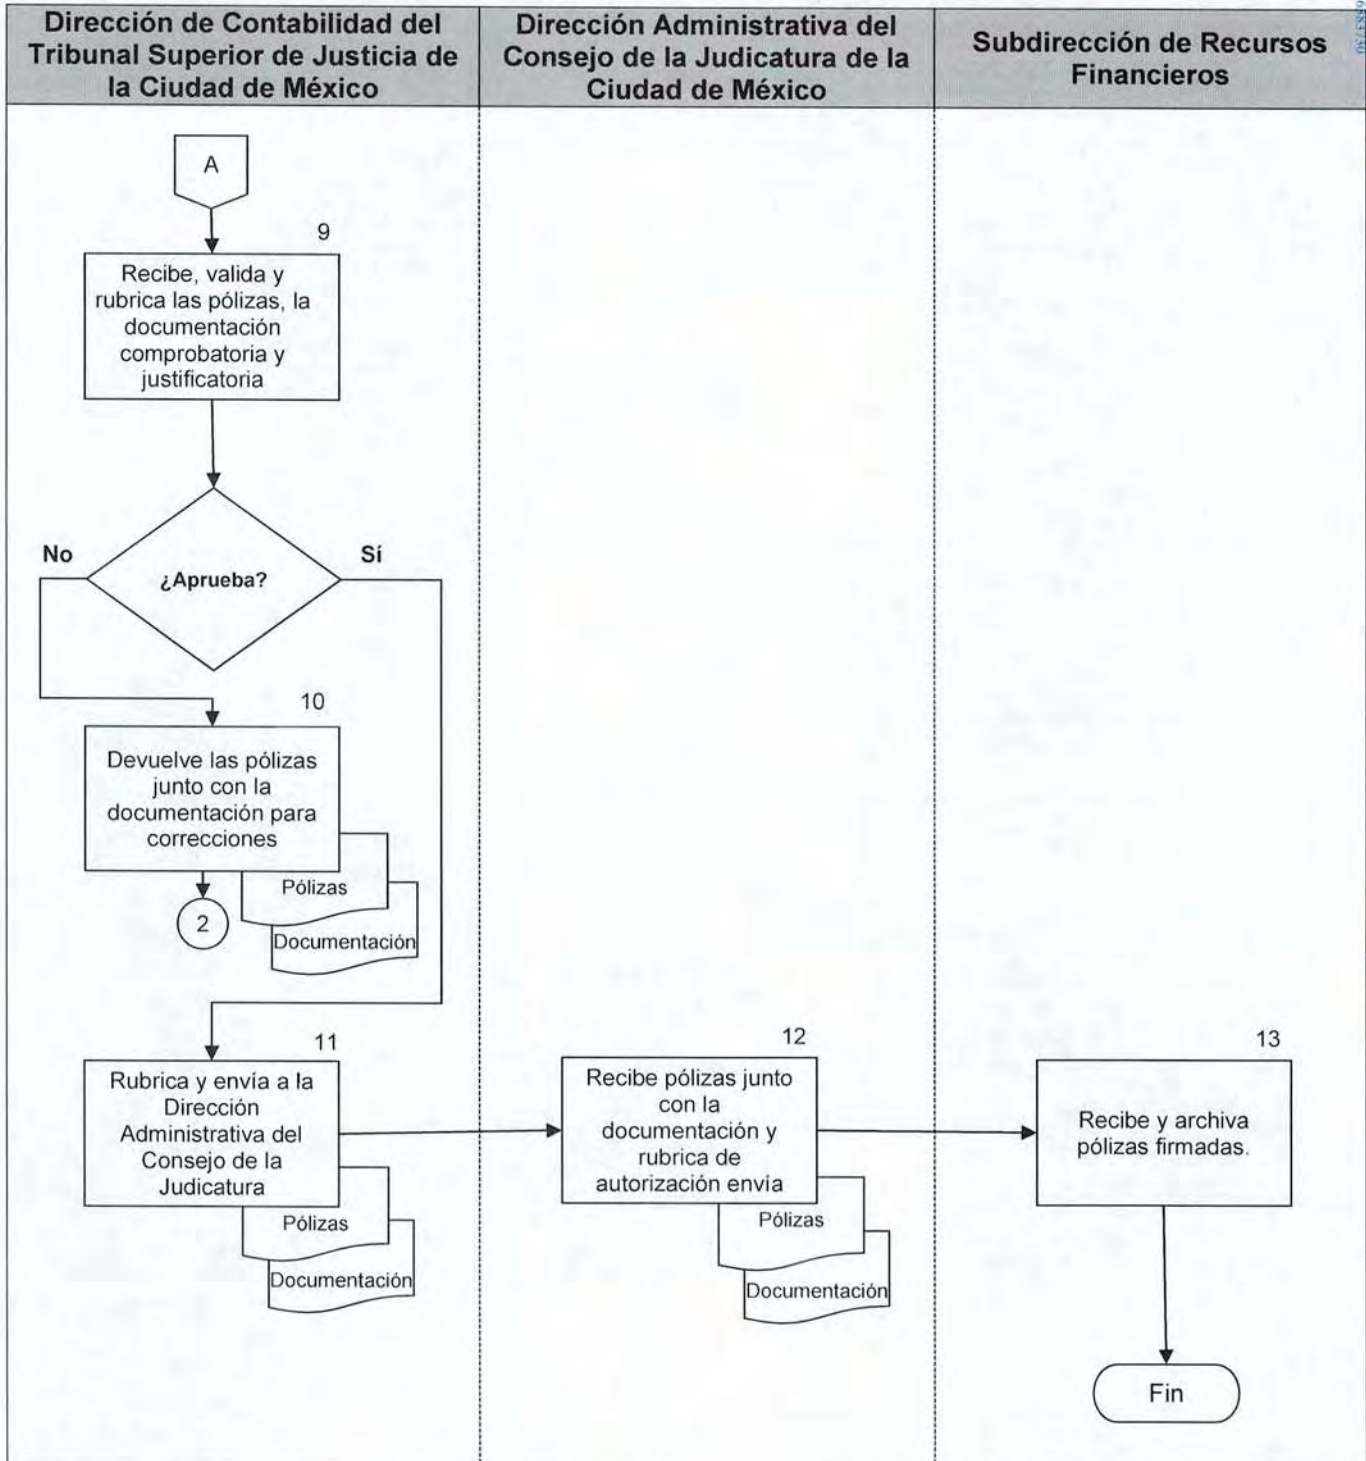 Dirección de Contabilidad del
Tribunal Superior de Justicia de
la Ciudad de México
Dirección Administrativa del
Consejo de la Judicatura de la
Ciudad de México
Subdirección de Recursos
Financieros
A
9
Recibe, valida y
rubrica las pólizas, la
documentación
comprobatoria y
justificatoria
No
¿Aprueba?
Sí
10
Devuelve las pólizas
junto con la
documentación para
correcciones
Pólizas
2
Documentación
11
Rubrica y envía a la
Dirección
Administrativa del
Consejo de la
Judicatura
Pólizas
Documentación
12
Recibe pólizas junto
con la
documentación y
rubrica de
autorización envía
Pólizas
Documentación
13
Recibe y archiva
pólizas firmadas.
Fin